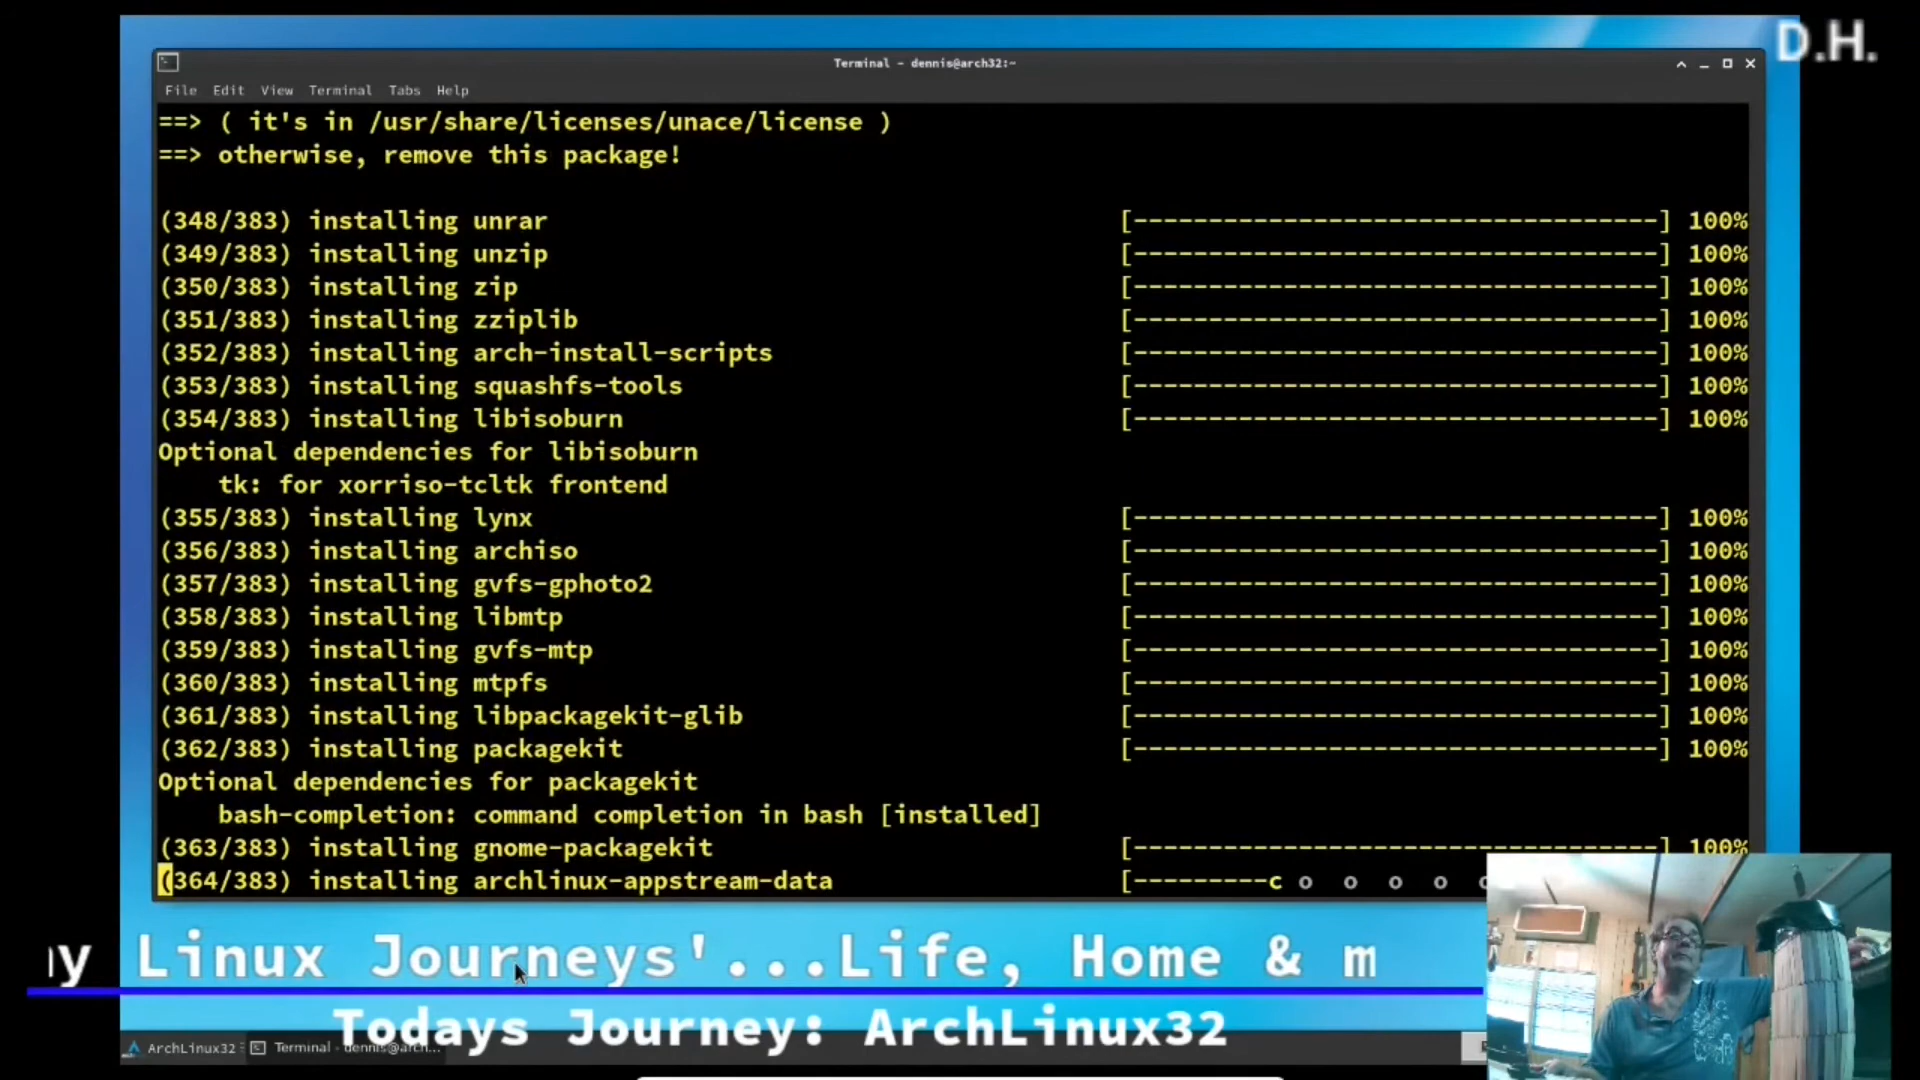 D.H.
Terminal - dennis@arch32:~
File Edit View Terminal Tabs Help
==> ( it's in /usr/share/licenses/unace/license )
==> otherwise, remove this package!
(348/383) installing unrar [-----------------------------------] 100%
(349/383) installing unzip [-----------------------------------] 100%
(350/383) installing zip [-----------------------------------] 100%
(351/383) installing zziplib [-----------------------------------] 100%
(352/383) installing arch-install-scripts [-----------------------------------] 100%
(353/383) installing squashfs-tools [-----------------------------------] 100%
(354/383) installing libisoburn [-----------------------------------] 100%
Optional dependencies for libisoburn
tk: for xorriso-tcltk frontend
(355/383) installing lynx [-----------------------------------] 100%
(356/383) installing archiso [-----------------------------------] 100%
(357/383) installing gvfs-gphoto2 [-----------------------------------] 100%
(358/383) installing libmtp [-----------------------------------] 100%
(359/383) installing gvfs-mtp [-----------------------------------] 100%
(360/383) installing mtpfs [-----------------------------------] 100%
(361/383) installing libpackagekit-glib [-----------------------------------] 100%
(362/383) installing packagekit [-----------------------------------] 100%
Optional dependencies for packagekit
bash-completion: command completion in bash [installed]
(363/383) installing gnome-packagekit [-----------------------------------] 100%
(364/383) installing archlinux-appstream-data [---------c o o o o
y Linux Journeys'...Life, Home & m
Todays Journey: ArchLinux32
ArchLinux32 Terminal - dennis@arch...